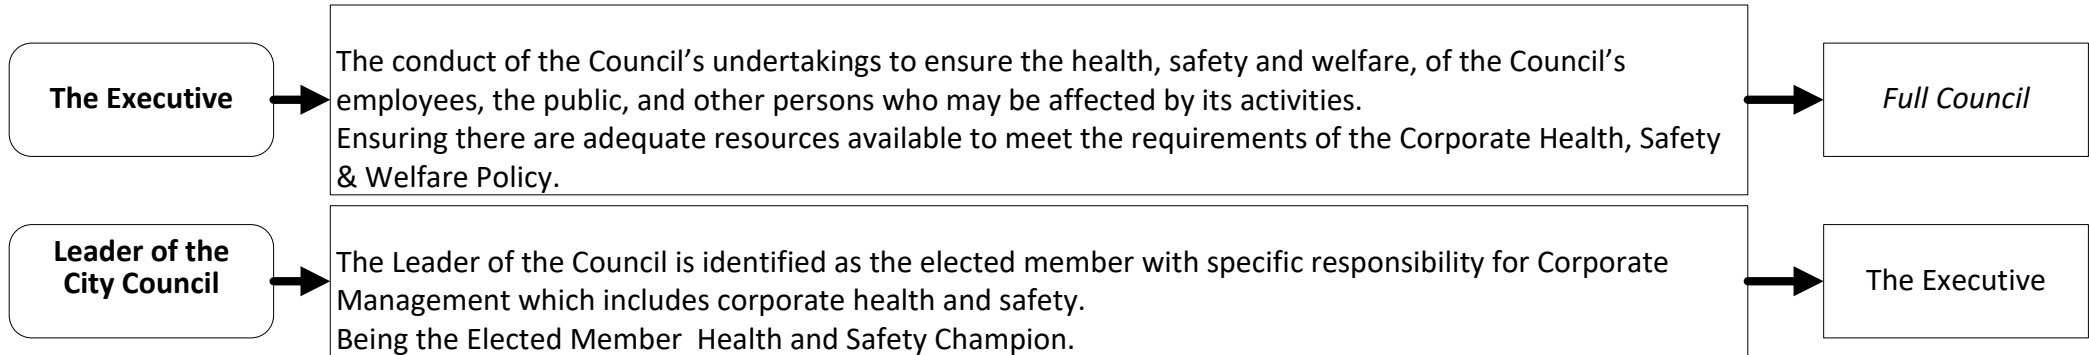 The Executive
The conduct of the Council’s undertakings to ensure the health, safety and welfare, of the Council’s
employees, the public, and other persons who may be affected by its activities.
Ensuring there are adequate resources available to meet the requirements of the Corporate Health, Safety
& Welfare Policy.
Full Council
Leader of the
City Council
The Leader of the Council is identified as the elected member with specific responsibility for Corporate
Management which includes corporate health and safety.
Being the Elected Member  Health and Safety Champion.
The Executive